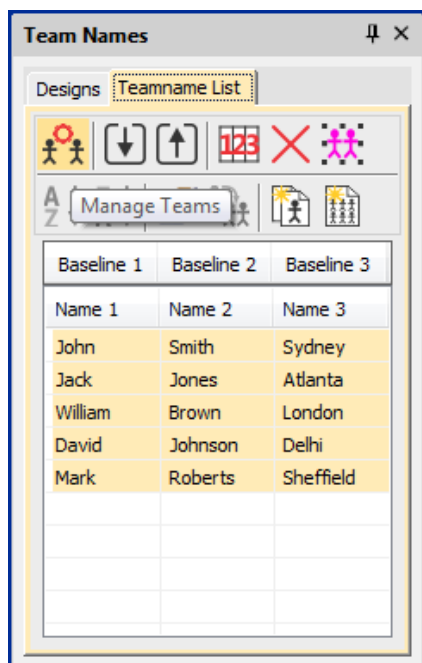 Team Names
Designs Teamname List
123
A
Z Manage Teams
Baseline 1 Baseline 2 Baseline 3
Name 1 Name 2 Name 3
John Smith Sydney
Jack Jones Atlanta
William Brown London
David Johnson Delhi
Mark Roberts Sheffield